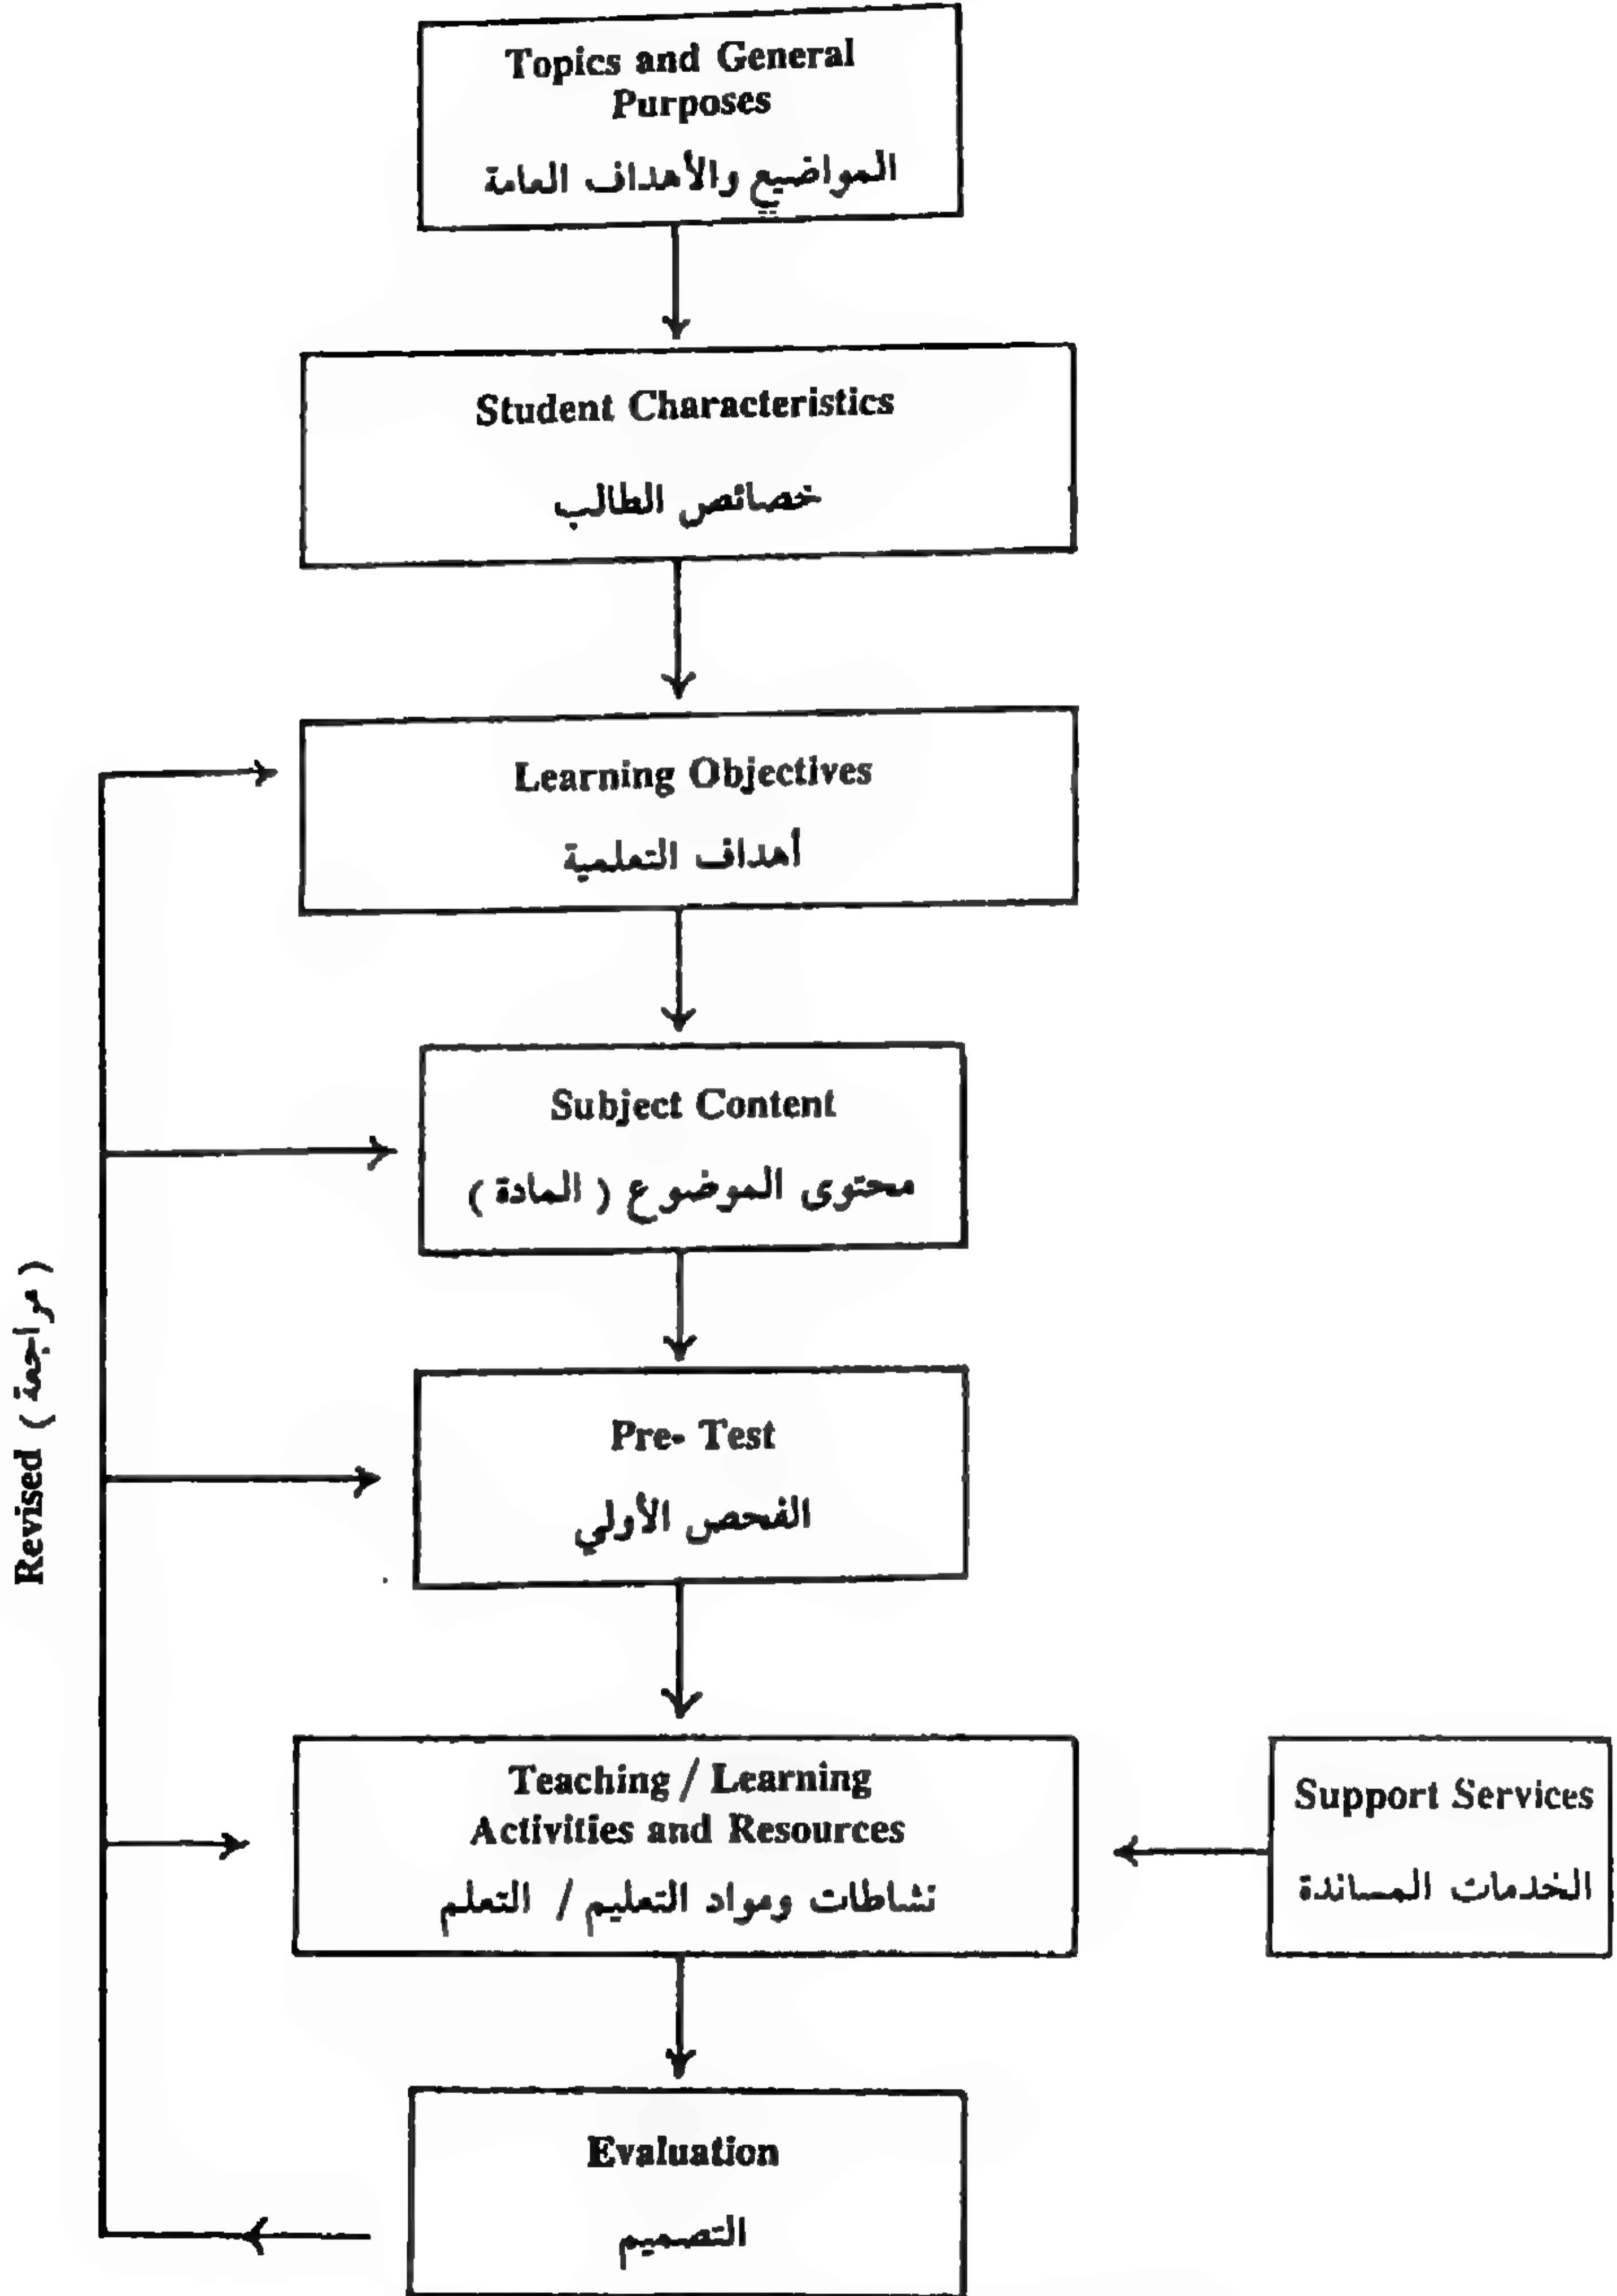 Topics and General
Purposes
المواضيع والأهداف العامة
Student Characteristics
خصائص الطالب
Learning Objectives
أهداف التعلمية
Subject Content
محتوى الموضوع ( المادة )
Pre- Test
الفحص الأولي
Revised ( مراجعة )
Teaching / Learning
Activities and Resources
نشاطات ومواد التعليم / التعلم
Support Services
الخدمات المساندة
Evaluation
التصميم